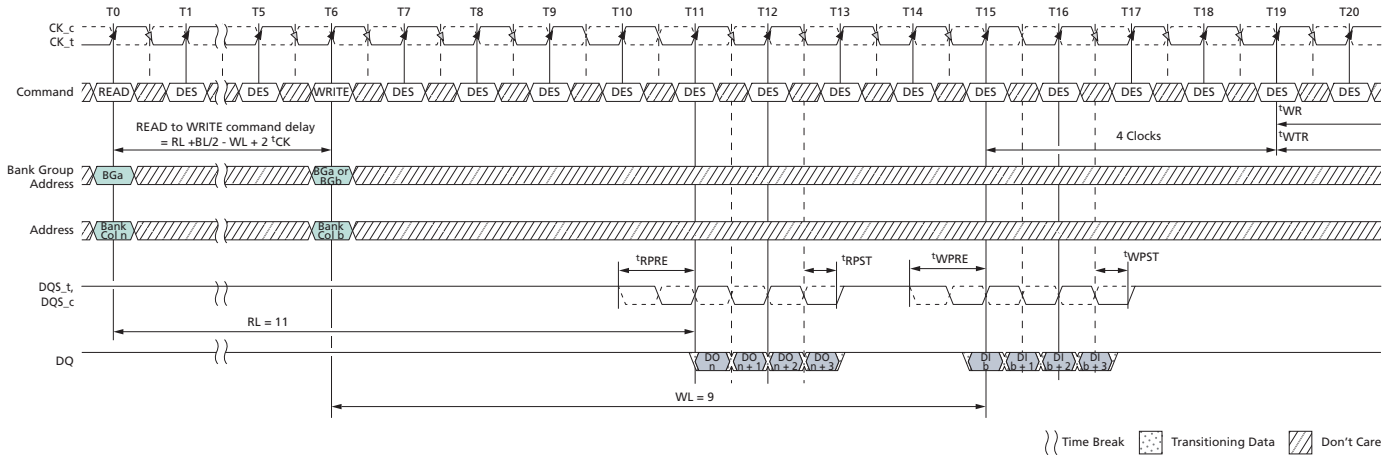 T0 T1 T5 T6 T7 T8 T9 T10 T11 T12 T13 T14 T15 T16 T17 T18 T19 T20
CK_c
CK_t
Command READ DES DES WRITE DES DES DES DES DES DES DES DES DES DES DES DES DES DES
tWR
READ to WRITE command delay
= RL +BL/2 - WL + 2 tCK
4 Clocks
tWTR
Bank Group
Address
BGa
BGa or
BGb
Address
Bank
Col n
Bank
Col b
tRPRE tRPST tWPRE tWPST
DQS_t,
DQS_c
RL = 11
DQ
DO
n
DO
n + 1
DO
n + 2
DO
n + 3
DI
b
DI
b + 1
DI
b + 2
DI
b + 3
WL = 9
Time Break Transitioning Data Don't Care